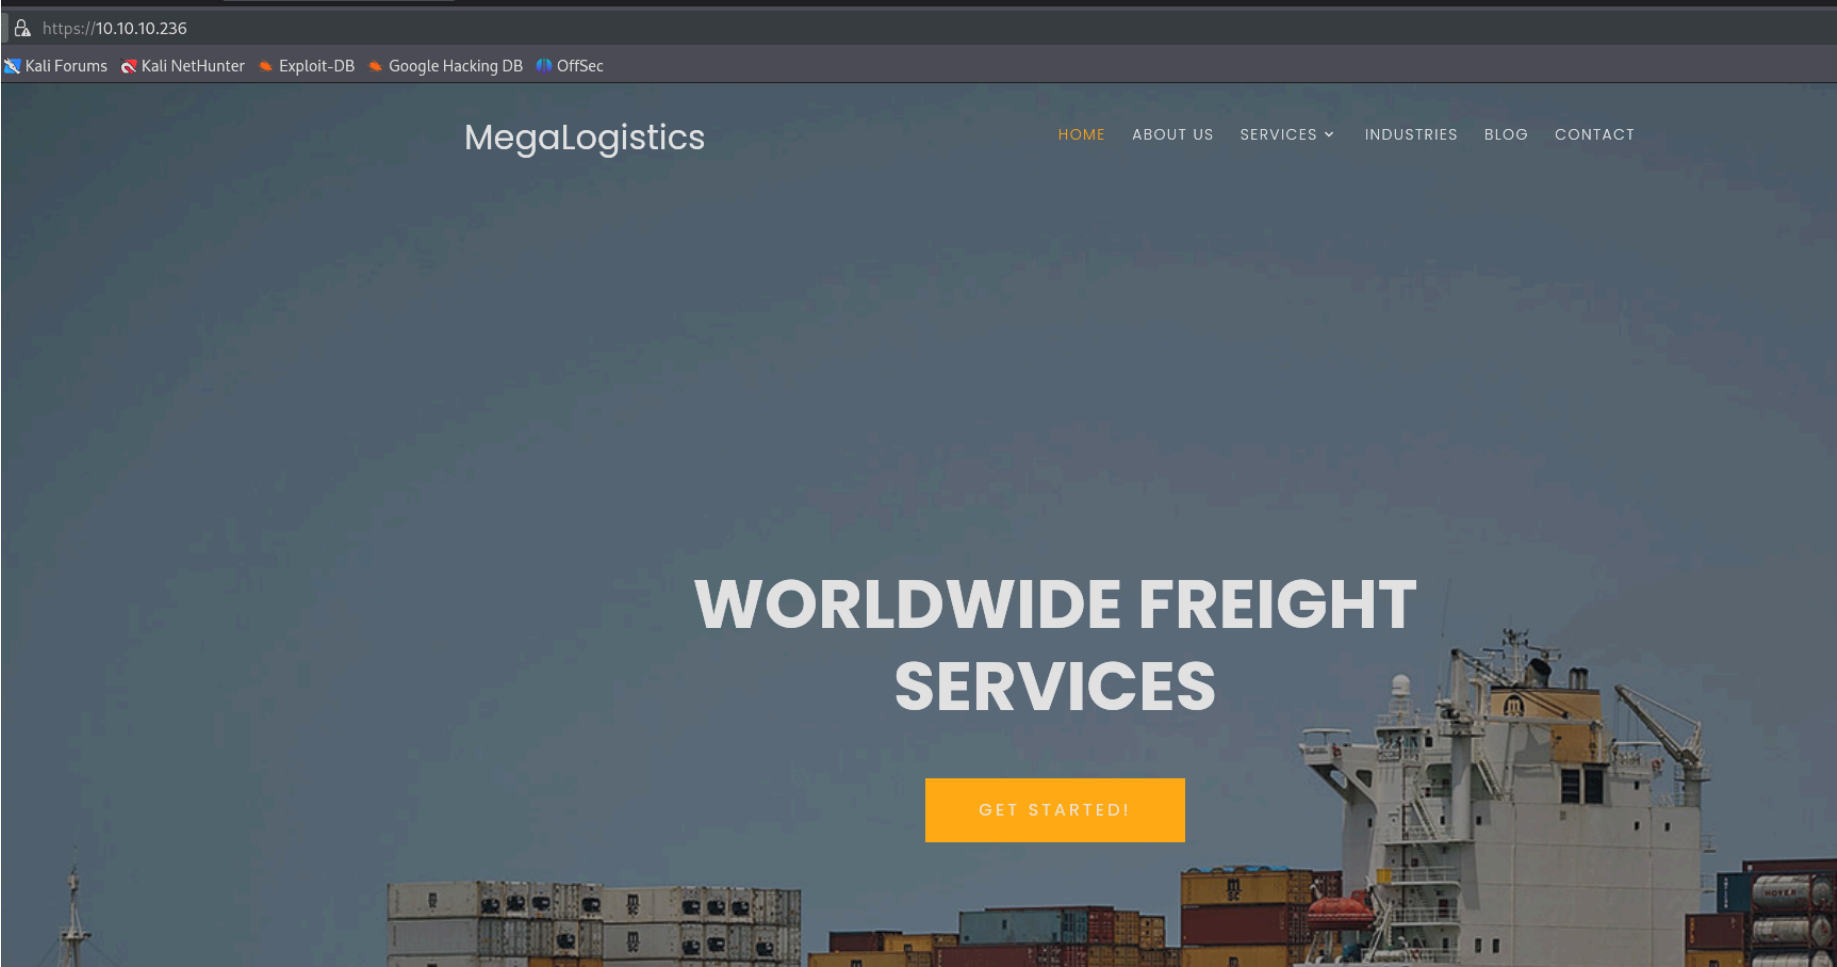 https://10.10.10.236
Kali Forums Kali NetHunter Exploit-DB Google Hacking DB OffSec
MegaLogistics
HOME ABOUT US SERVICES INDUSTRIES BLOG CONTACT
WORLDWIDE FREIGHT
SERVICES
GET STARTED!
HOYER